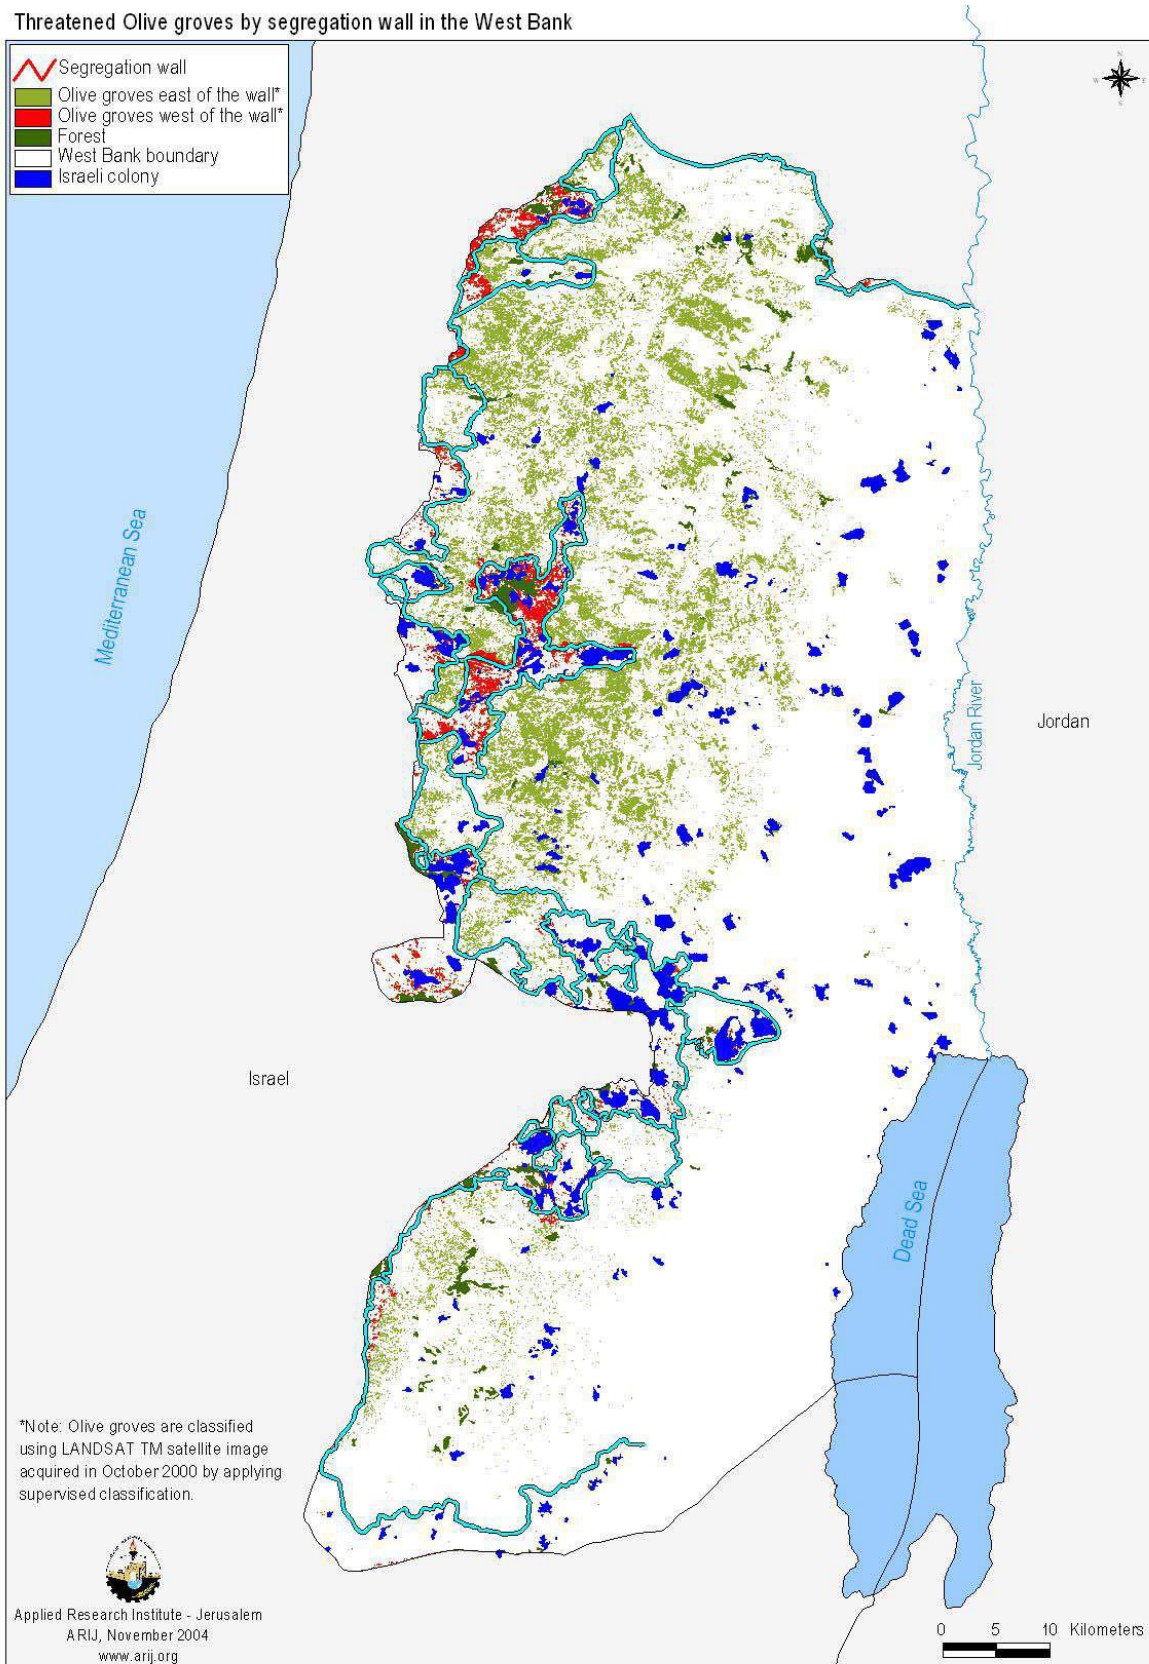 Threatened Olive groves by segregation wall in the West Bank
Segregation wall
Olive groves east of the wall*
Olive groves west of the wall*
Forest
West Bank boundary
Israeli colony
N
W E
S
Mediterranean Sea
Jordan River
Jordan
Israel
Dead Sea
*Note: Olive groves are classified
using LANDSAT TM satellite image
acquired in October 2000 by applying
supervised classification.
Applied Research Institute - Jerusalem
ARIJ, November 2004
www.arij.org
0 5 10 Kilometers